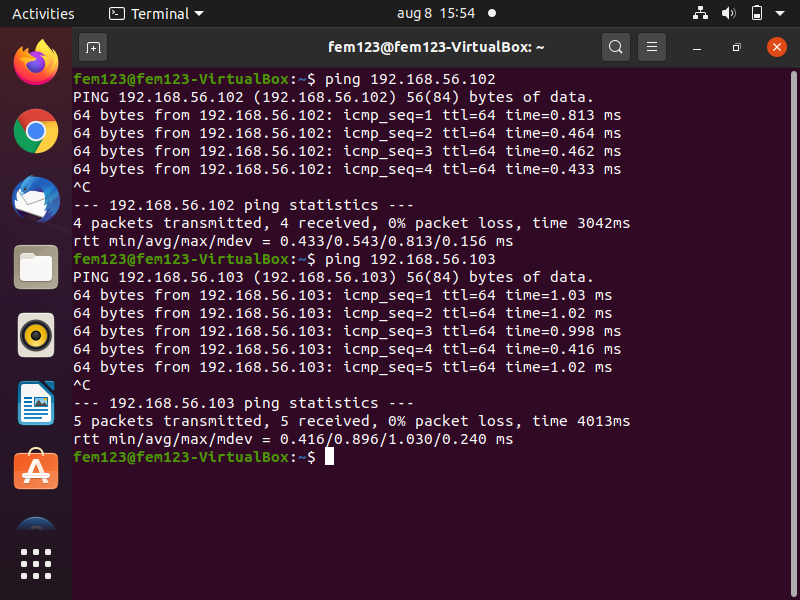 Activities Terminal aug 8 15:54
fem123@fem123-VirtualBox: ~
fem123@fem123-VirtualBox:~$ ping 192.168.56.102
PING 192.168.56.102 (192.168.56.102) 56(84) bytes of data.
64 bytes from 192.168.56.102: icmp_seq=1 ttl=64 time=0.813 ms
64 bytes from 192.168.56.102: icmp_seq=2 ttl=64 time=0.464 ms
64 bytes from 192.168.56.102: icmp_seq=3 ttl=64 time=0.462 ms
64 bytes from 192.168.56.102: icmp_seq=4 ttl=64 time=0.433 ms
^C
--- 192.168.56.102 ping statistics ---
4 packets transmitted, 4 received, 0% packet loss, time 3042ms
rtt min/avg/max/mdev = 0.433/0.543/0.813/0.156 ms
fem123@fem123-VirtualBox:~$ ping 192.168.56.103
PING 192.168.56.103 (192.168.56.103) 56(84) bytes of data.
64 bytes from 192.168.56.103: icmp_seq=1 ttl=64 time=1.03 ms
64 bytes from 192.168.56.103: icmp_seq=2 ttl=64 time=1.02 ms
64 bytes from 192.168.56.103: icmp_seq=3 ttl=64 time=0.998 ms
64 bytes from 192.168.56.103: icmp_seq=4 ttl=64 time=0.416 ms
64 bytes from 192.168.56.103: icmp_seq=5 ttl=64 time=1.02 ms
^C
--- 192.168.56.103 ping statistics ---
5 packets transmitted, 5 received, 0% packet loss, time 4013ms
rtt min/avg/max/mdev = 0.416/0.896/1.030/0.240 ms
fem123@fem123-VirtualBox:~$